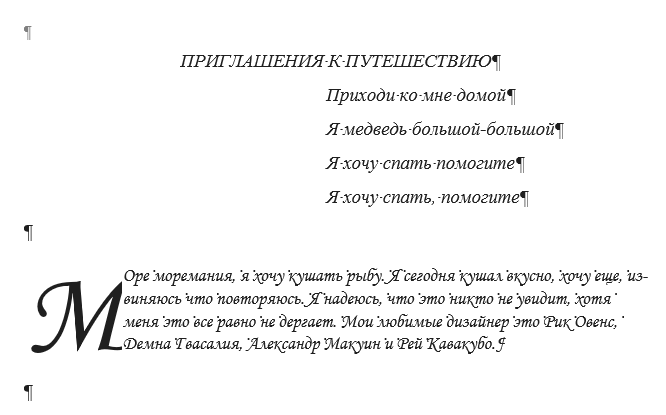 ПРИГЛАШЕНИЯ К ПУТЕШЕСТВИЮ¶
Приходи ко мне домой¶
Я медведь большой-большой¶
Я хочу спать помогите¶
Я хочу спать, помогите¶
МОре моремания, я хочу кушать рыбу. Я сегодня кушал вкусно, хочу еще, из-
виняюсь что повторяюсь. Я надеюсь, что это никто не увидит, хотя
меня это все равно не дергает. Мои любимые дизайнер это Рик Овенс,
Демна Гвасалия, Александр Макуин и Рей Кавакубо.¶